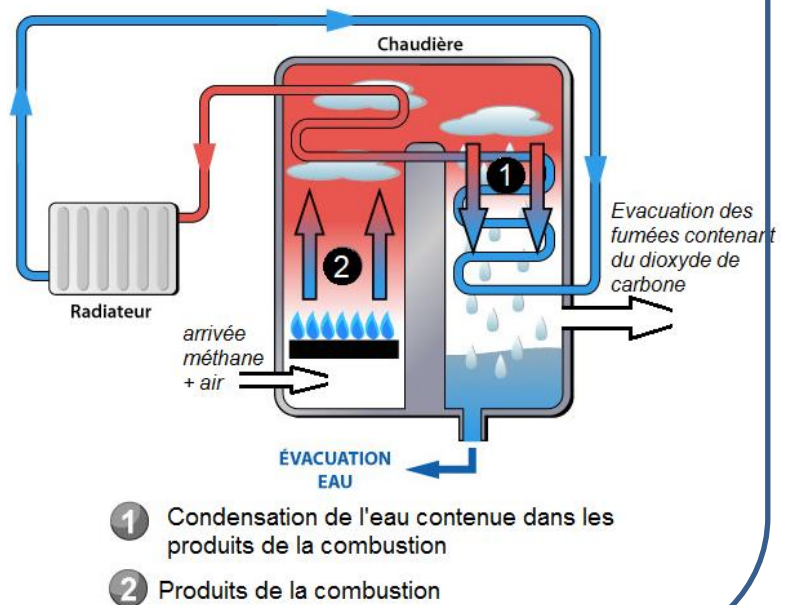 Chaudière
1
2
Radiateur
Evacuation des
fumées contenant
du dioxyde de
carbone
arrivée
méthane
+ air
ÉVACUATION
EAU
1 Condensation de l'eau contenue dans les
produits de la combustion
2 Produits de la combustion